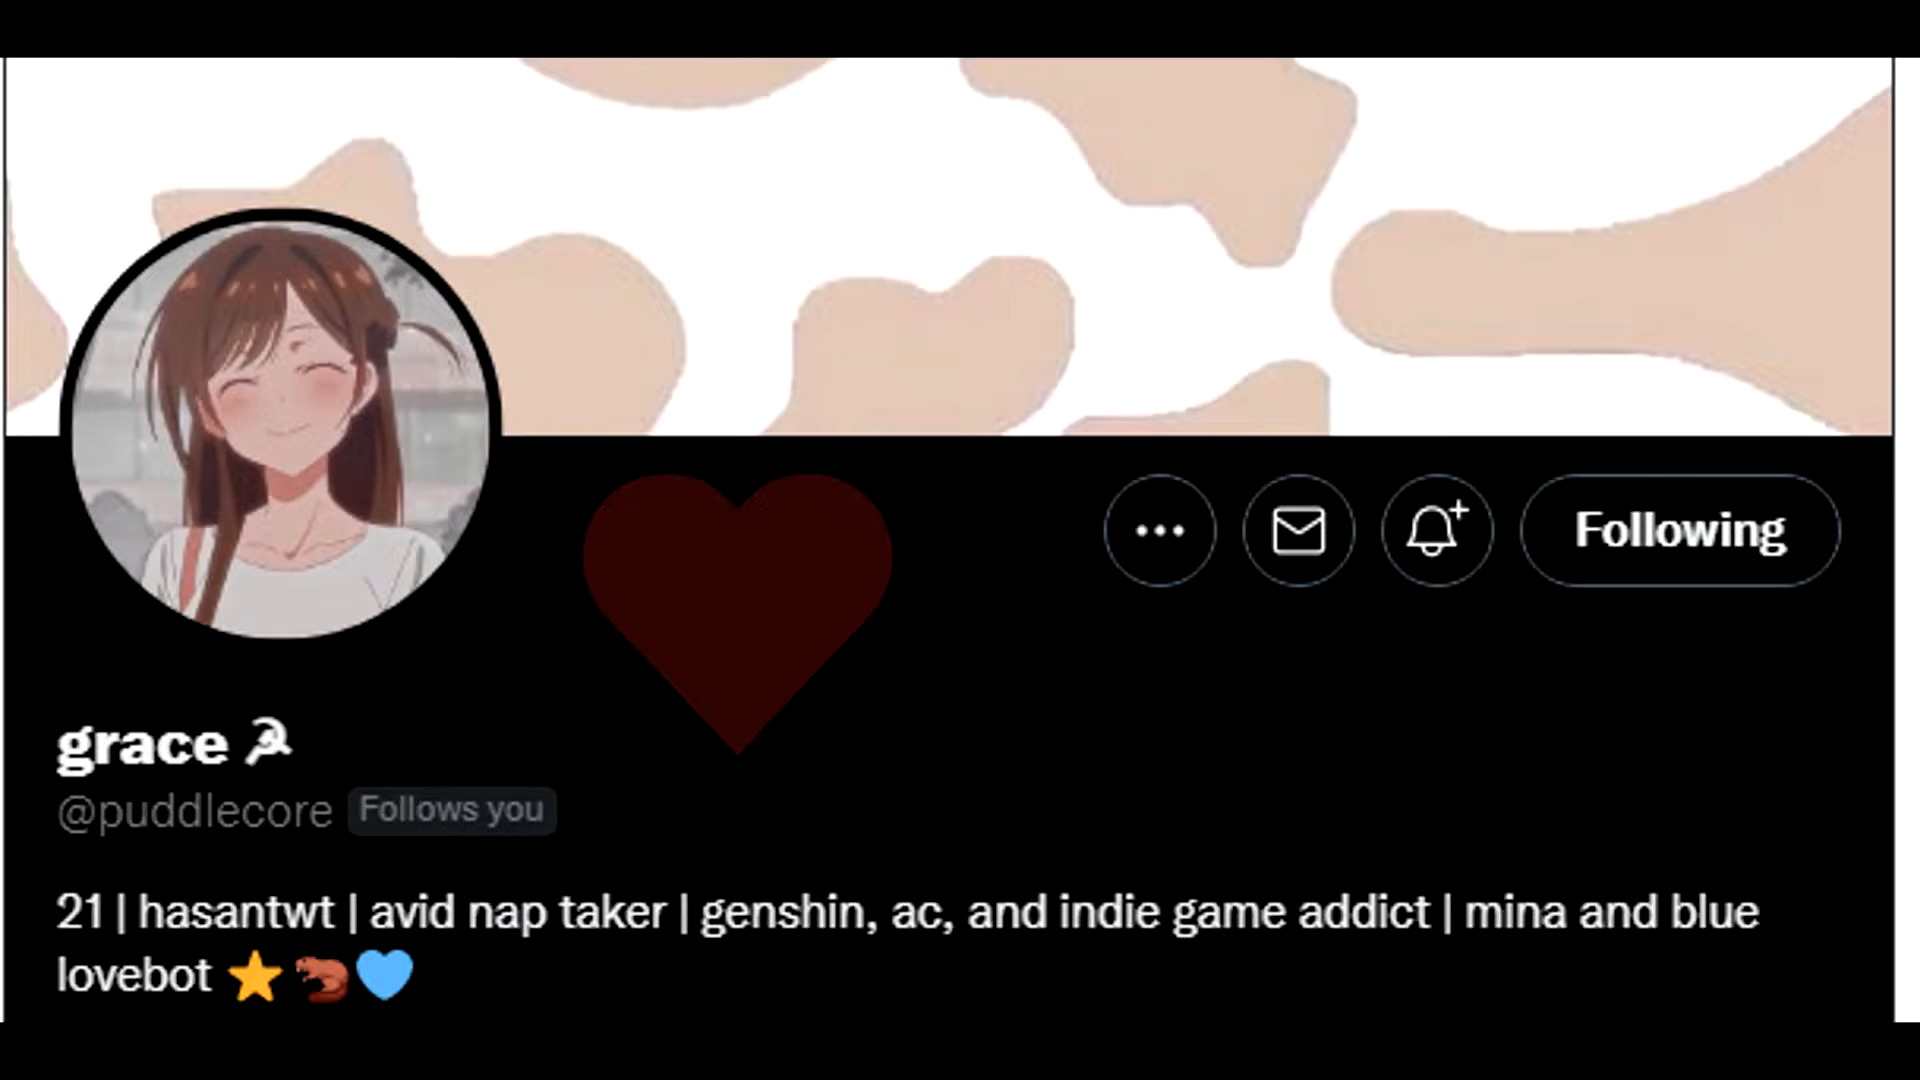 Following
grace ☭
@puddlecore Follows you
21 | hasantwt | avid nap taker | genshin, ac, and indie game addict | mina and blue
lovebot ⭐🦫💙